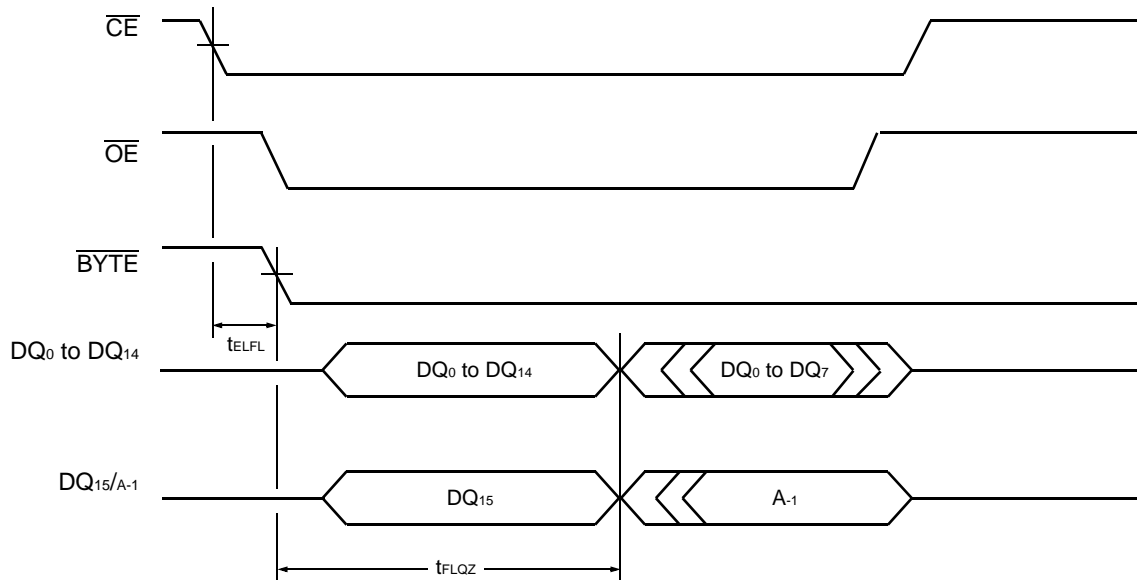 CE
OE
BYTE
tELFL
DQ0 to DQ14
DQ0 to DQ14
DQ0 to DQ7
DQ15/A-1
DQ15
A-1
tFLQZ